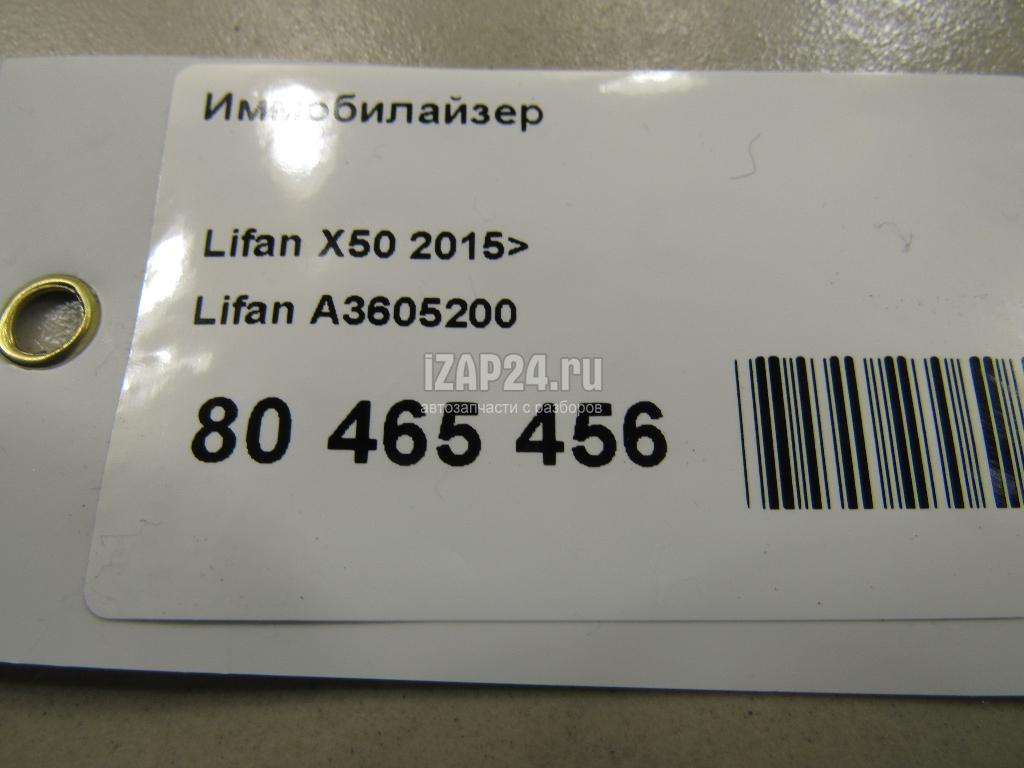 Иммобилайзер
Lifan X50 2015>
Lifan A3605200
iZAP24.ru
автозапчасти с разборов
80 465 456